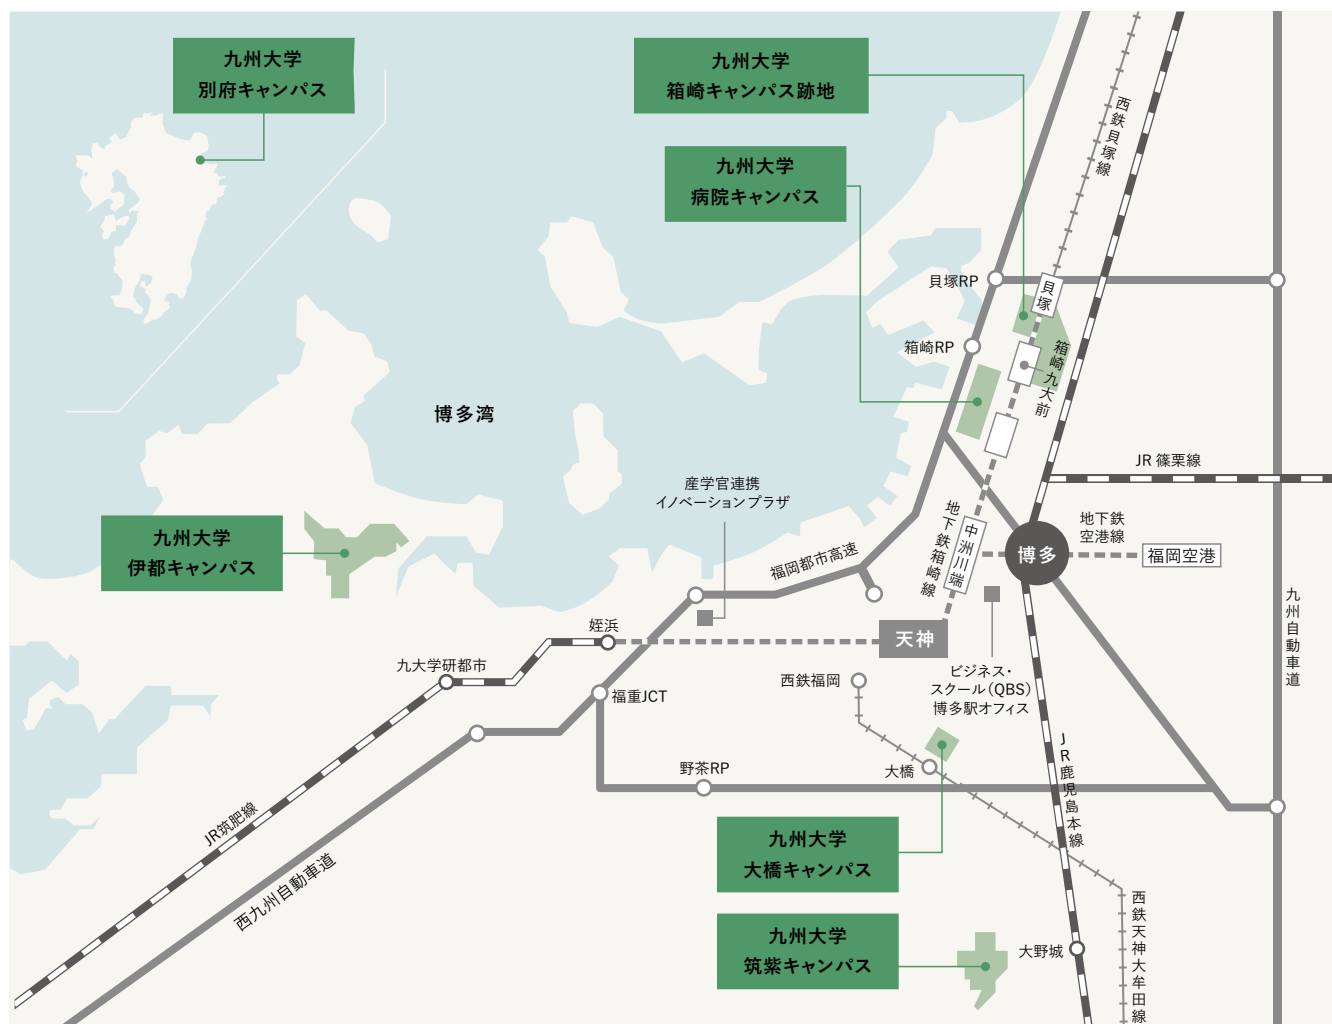 九州大学
別府キャンパス
九州大学
箱崎キャンパス跡地
九州大学
病院キャンパス
西鉄貝塚線
貝塚RP
貝塚
箱崎RP
箱崎九大前
博多湾
JR 篠栗線
産学官連携
イノベーションプラザ
地下鉄箱崎線
中洲川端
地下鉄
空港線
博多
福岡空港
九州大学
伊都キャンパス
福岡都市高速
九州自動車道
姪浜
天神
九大学研都市
ビジネス・
スクール（QBS）
博多駅オフィス
西鉄福岡
福重JCT
JR鹿児島本線
野茶RP
大橋
JR筑肥線
西九州自動車道
九州大学
大橋キャンパス
九州大学
筑紫キャンパス
大野城
西鉄天神大牟田線